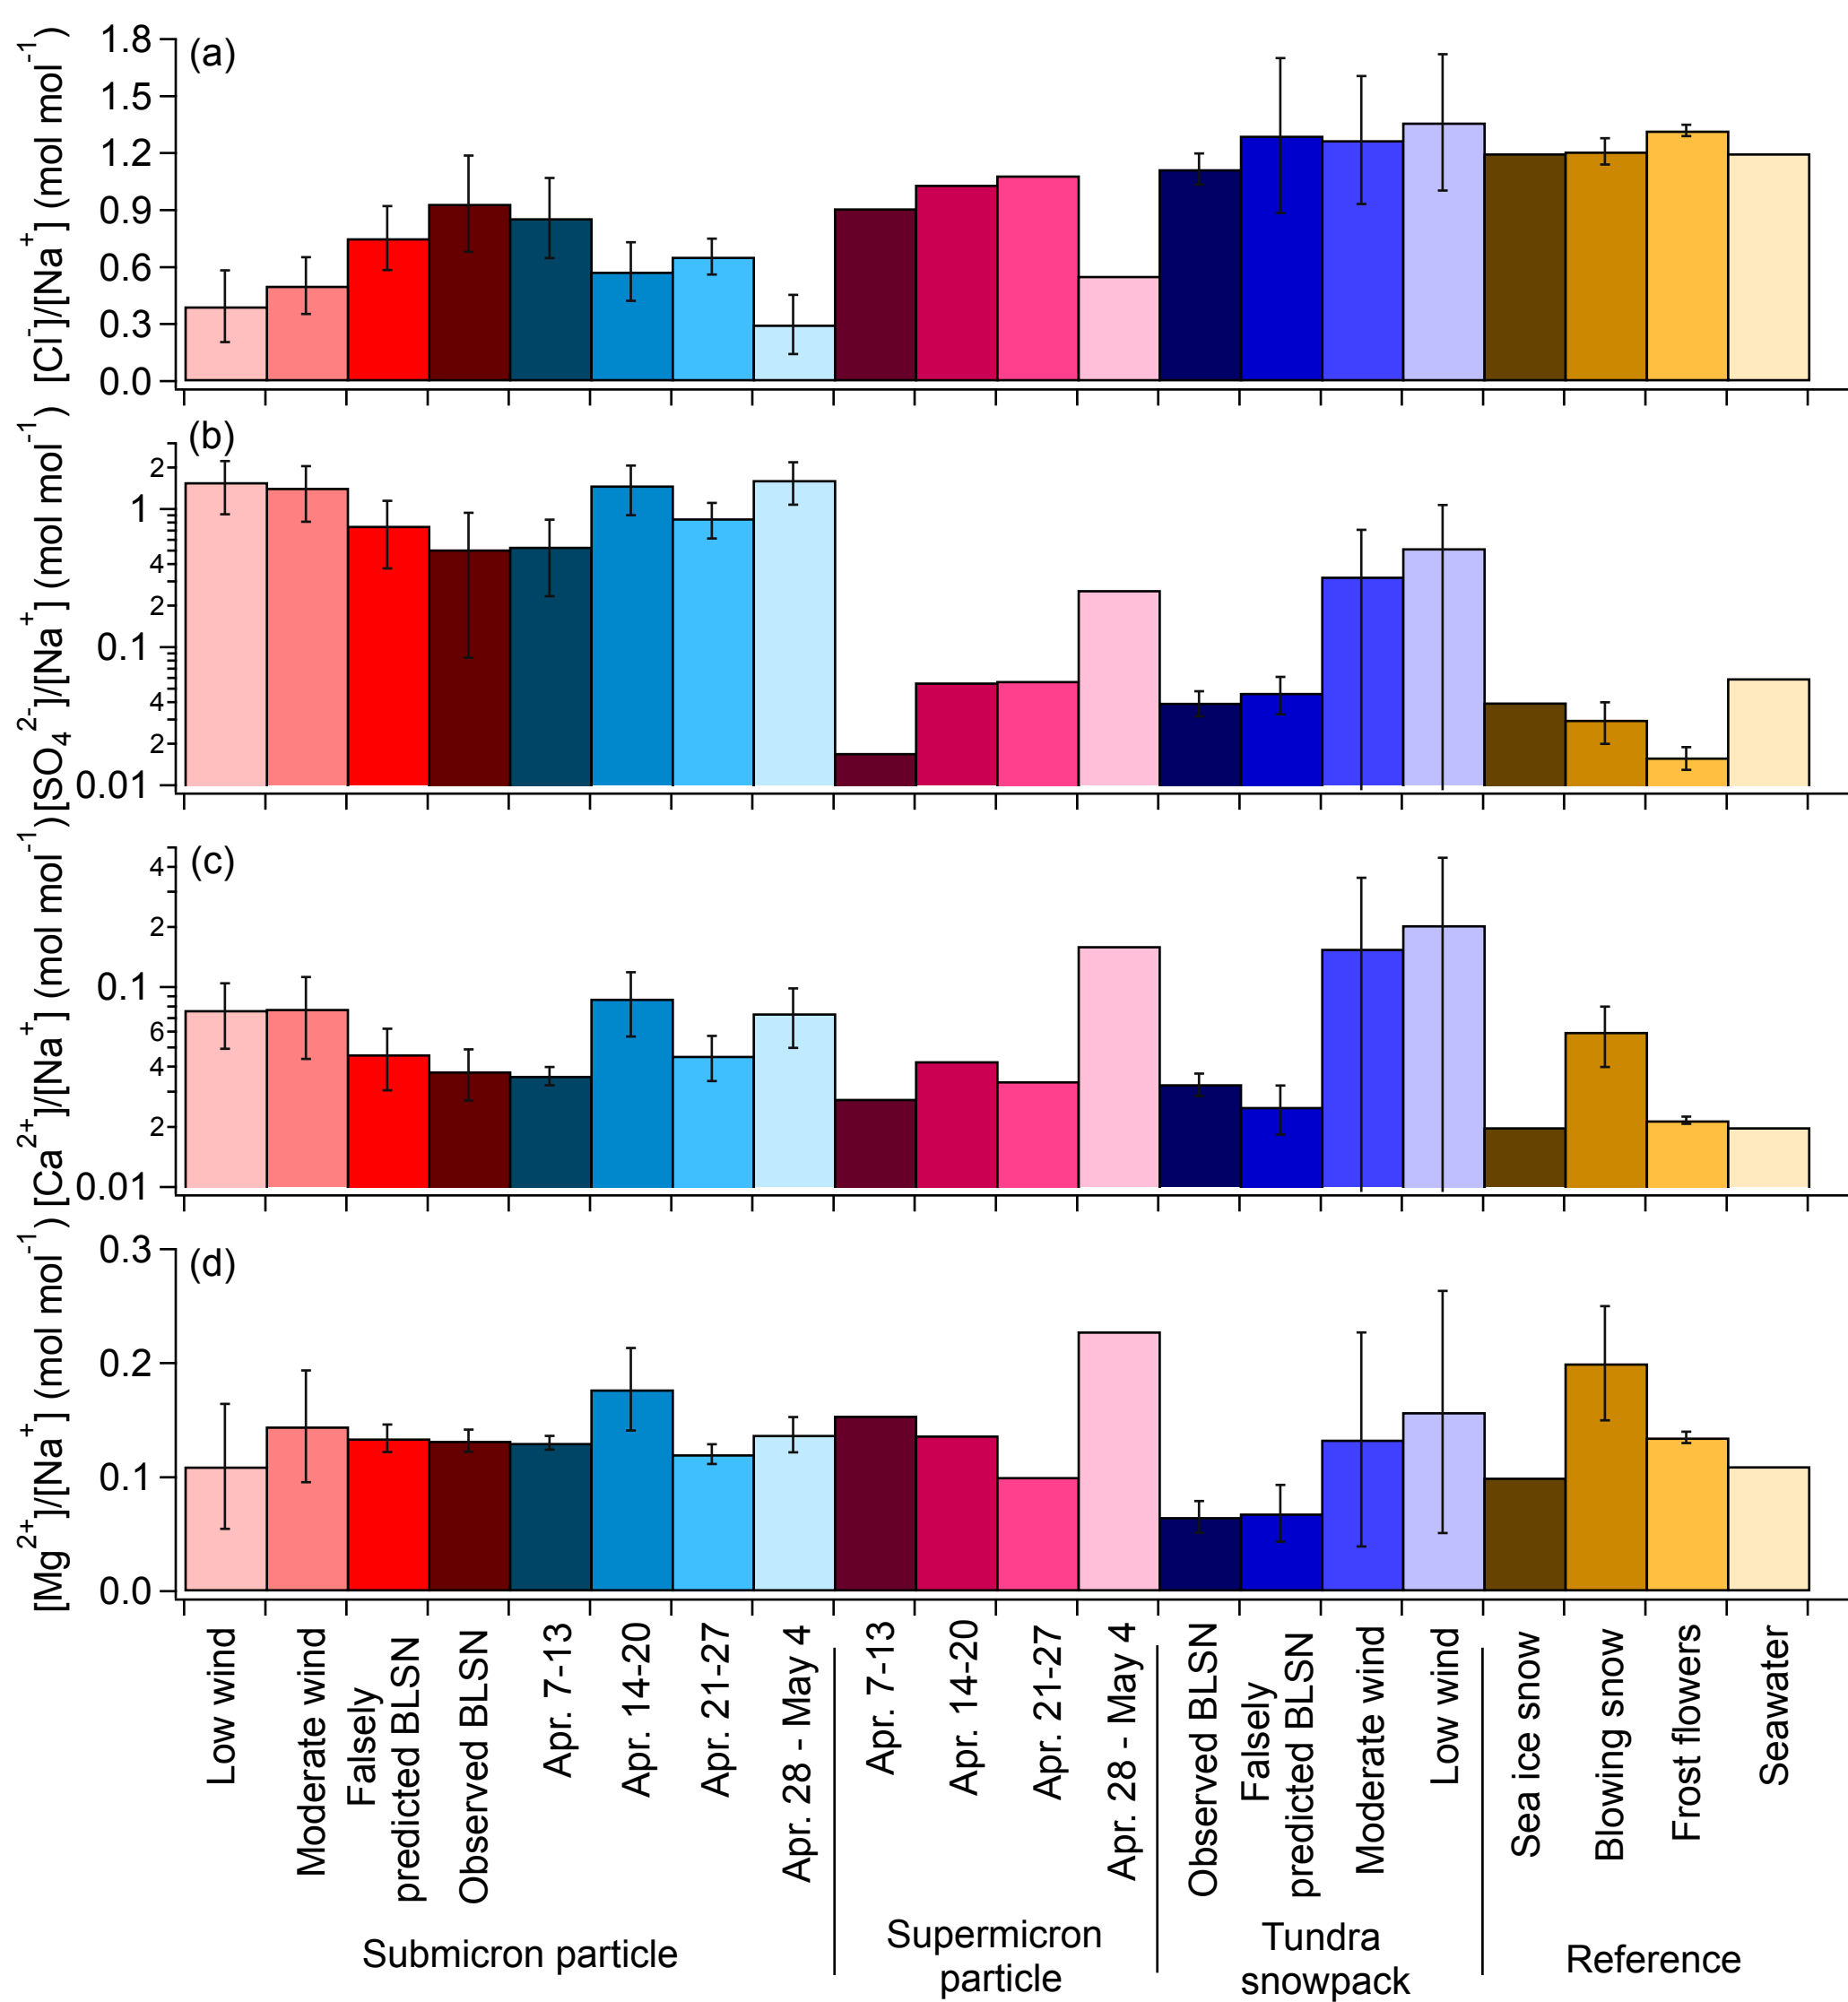 (a)
[Cl-]/[Na+] (mol mol-1)
1.8
1.5
1.2
0.9
0.6
0.3
0.0
(b)
[SO42-]/[Na+] (mol mol-1)
2
1
4
2
0.1
4
2
0.01
(c)
[Ca2+]/[Na+] (mol mol-1)
4
2
0.1
6
4
2
0.01
(d)
[Mg2+]/[Na+] (mol mol-1)
0.3
0.2
0.1
0.0
Low wind
Moderate wind
Falsely
predicted BLSN
Observed BLSN
Apr. 7-13
Apr. 14-20
Apr. 21-27
Apr. 28 - May 4
Apr. 7-13
Apr. 14-20
Apr. 21-27
Apr. 28 - May 4
Observed BLSN
Falsely
predicted BLSN
Moderate wind
Low wind
Sea ice snow
Blowing snow
Frost flowers
Seawater
Submicron particle
Supermicron
particle
Tundra
snowpack
Reference